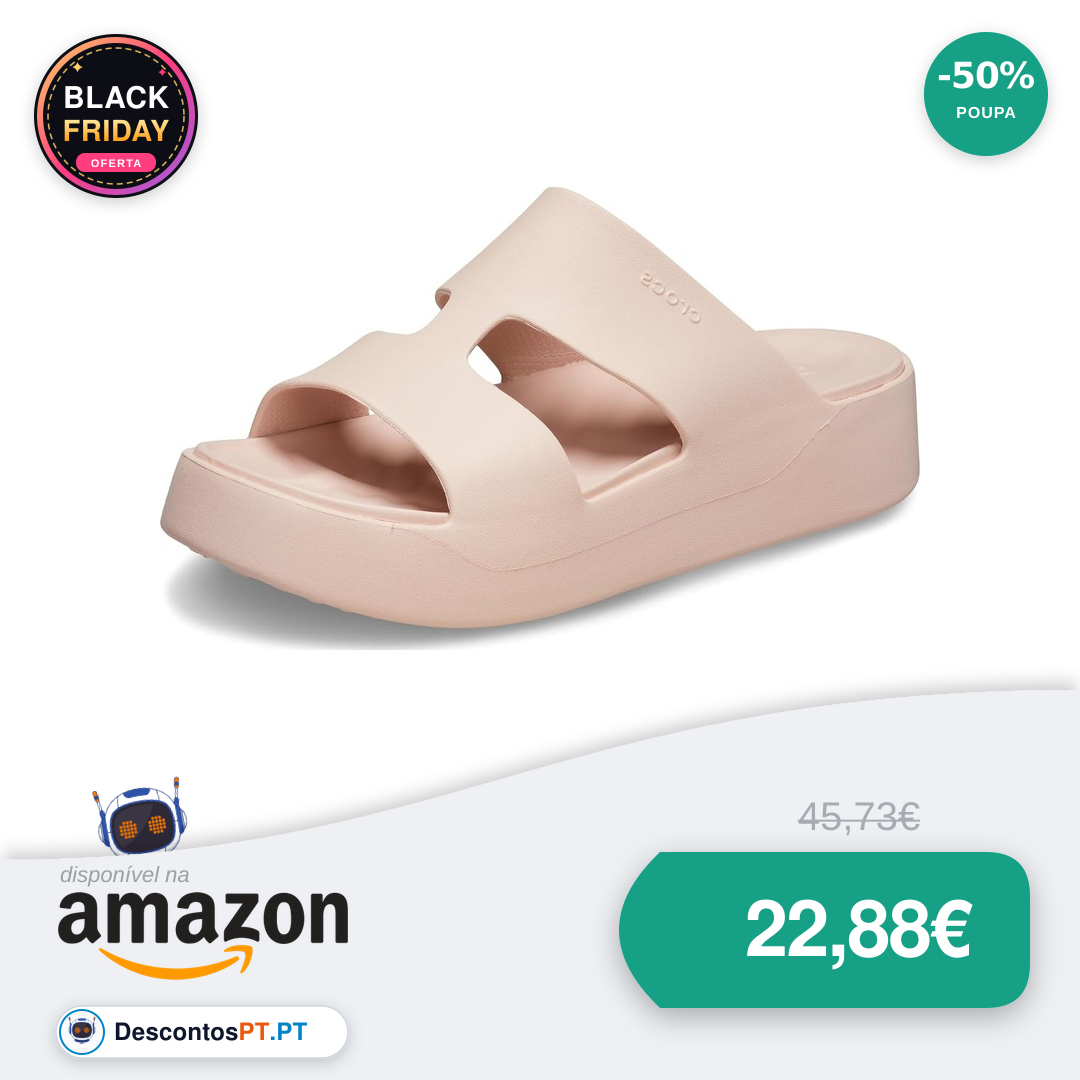 BLACK
FRIDAY
OFERTA
-50%
POUPA
crocs
45,73€
22,88€
disponível na
amazon
DescontosPT.PT